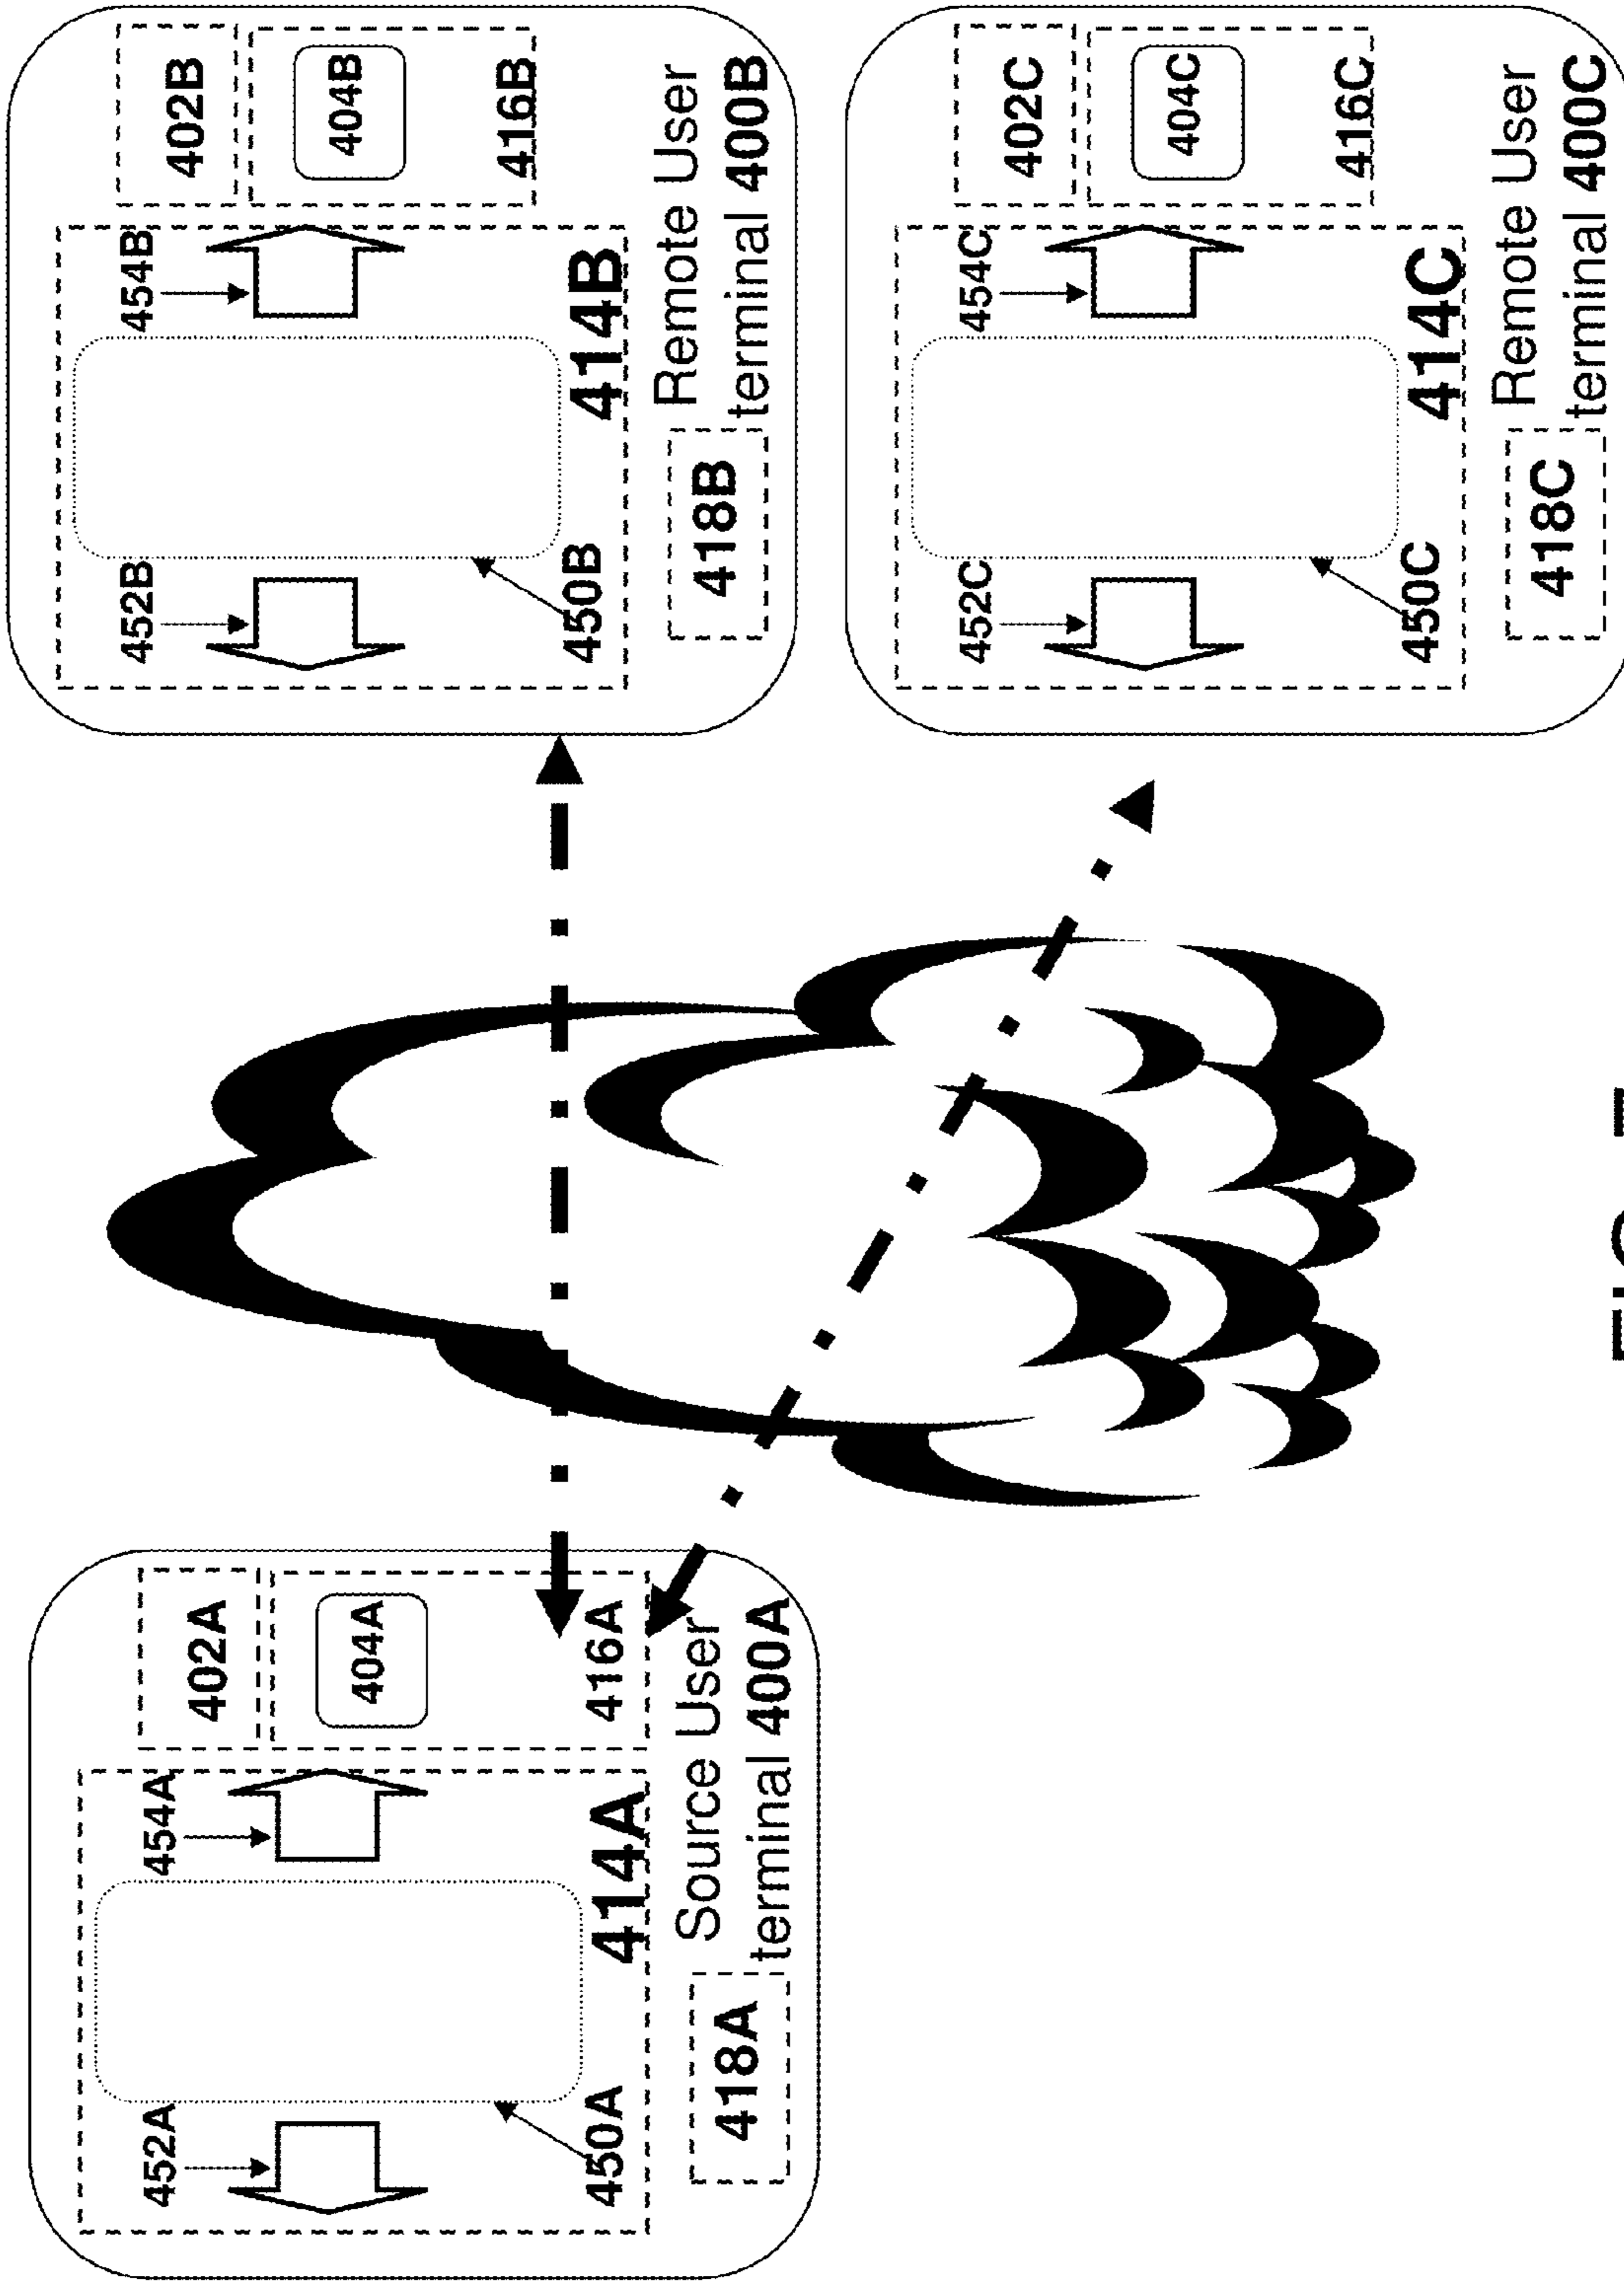 452A
454A
402A
404A
450A
414A
416A
418A
Source User
terminal 400A
452B
454B
402B
404B
450B
414B
416B
418B
Remote User
terminal 400B
452C
454C
402C
404C
450C
414C
416C
418C
Remote User
terminal 400C